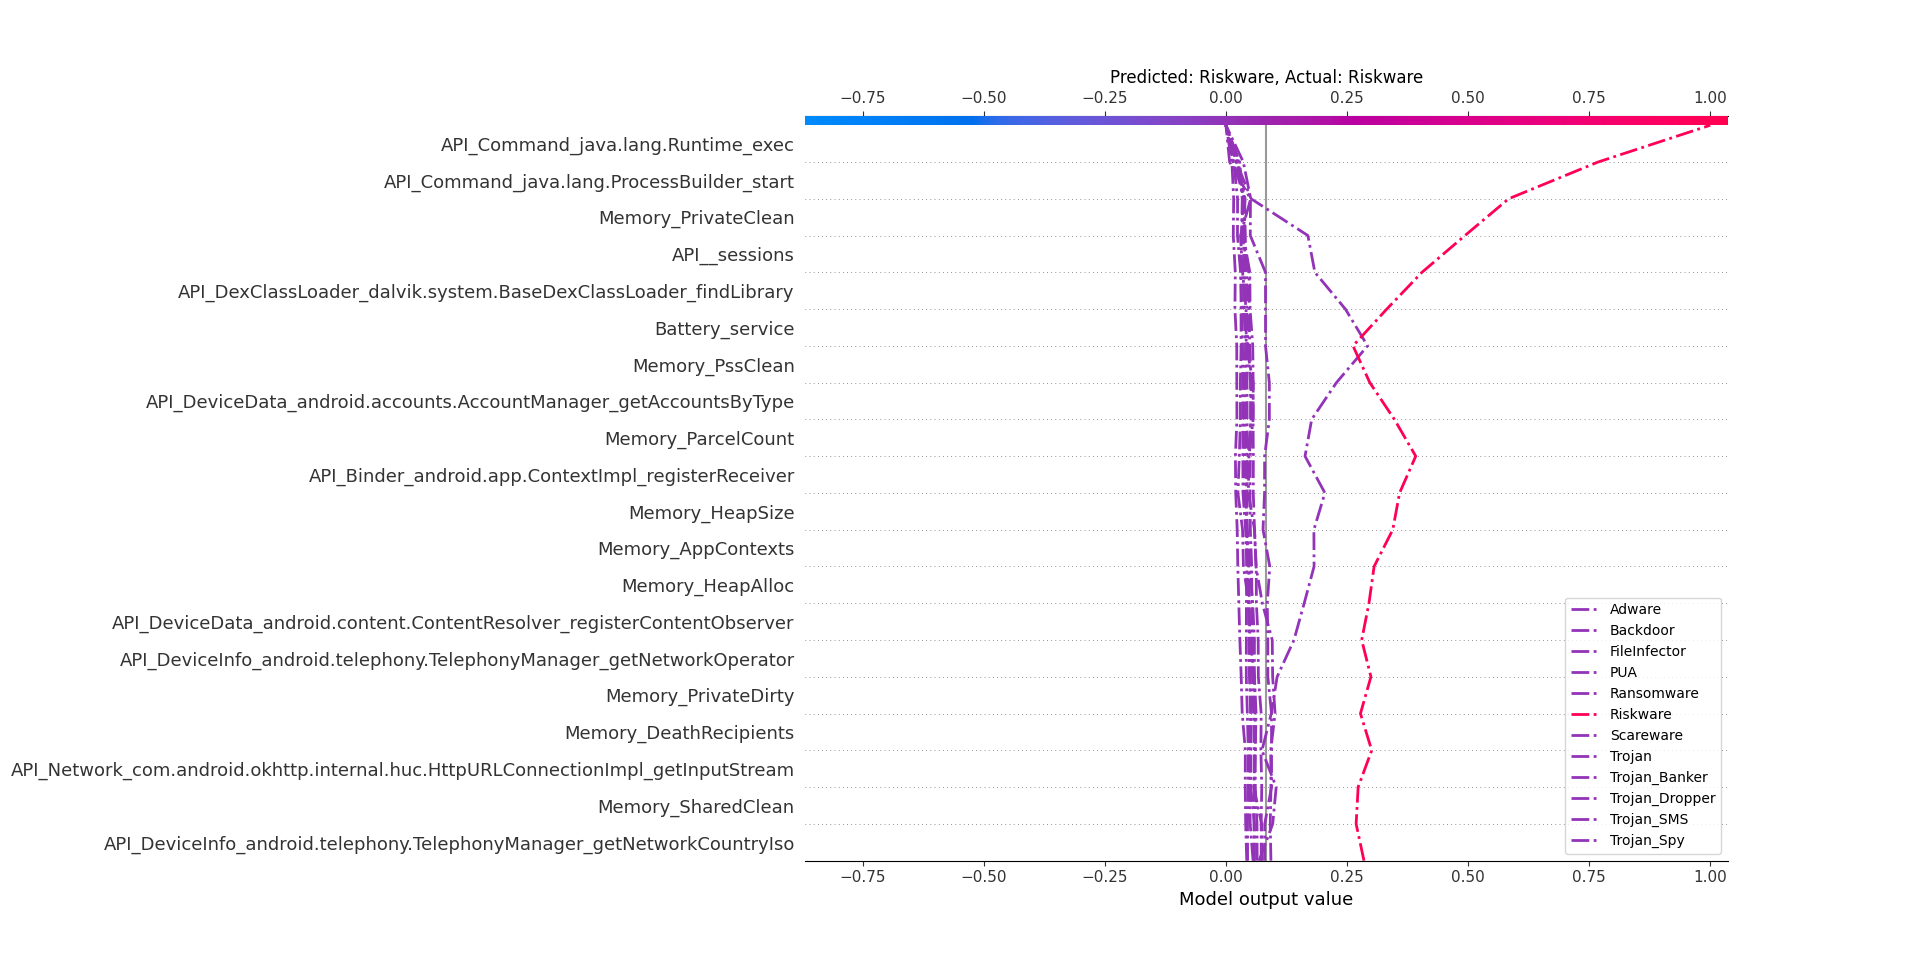 Predicted: Riskware, Actual: Riskware
−0.75 −0.50 −0.25 0.00 0.25 0.50 0.75 1.00
API_Command_java.lang.Runtime_exec
API_Command_java.lang.ProcessBuilder_start
Memory_PrivateClean
API__sessions
API_DexClassLoader_dalvik.system.BaseDexClassLoader_findLibrary
Battery_service
Memory_PssClean
API_DeviceData_android.accounts.AccountManager_getAccountsByType
Memory_ParcelCount
API_Binder_android.app.ContextImpl_registerReceiver
Memory_HeapSize
Memory_AppContexts
Memory_HeapAlloc
API_DeviceData_android.content.ContentResolver_registerContentObserver
API_DeviceInfo_android.telephony.TelephonyManager_getNetworkOperator
Memory_PrivateDirty
Memory_DeathRecipients
API_Network_com.android.okhttp.internal.huc.HttpURLConnectionImpl_getInputStream
Memory_SharedClean
API_DeviceInfo_android.telephony.TelephonyManager_getNetworkCountryIso
Adware
Backdoor
FileInfector
PUA
Ransomware
Riskware
Scareware
Trojan
Trojan_Banker
Trojan_Dropper
Trojan_SMS
Trojan_Spy
−0.75 −0.50 −0.25 0.00 0.25 0.50 0.75 1.00
Model output value